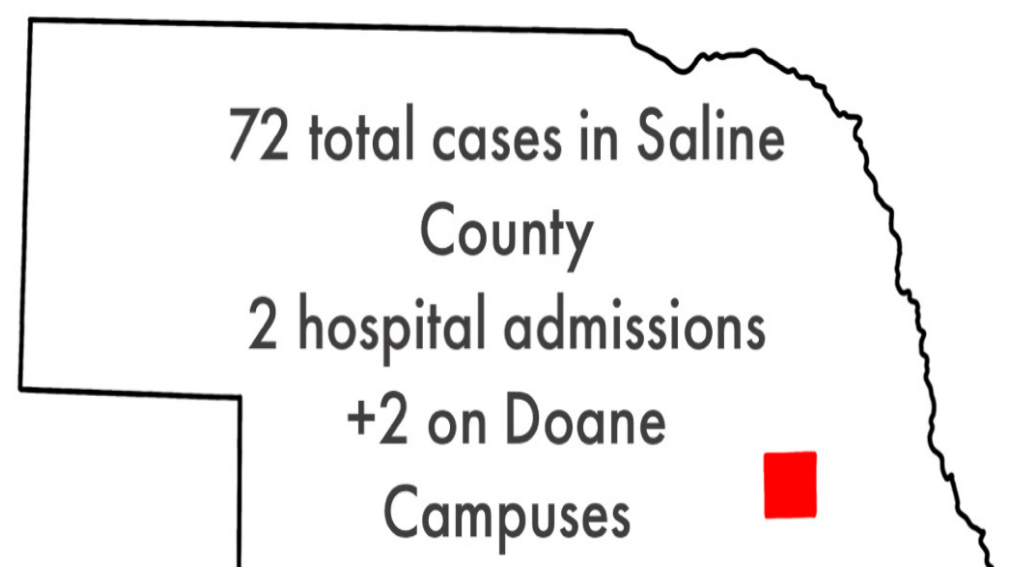 72 total cases in Saline
County
2 hospital admissions
+2 on Doane
Campuses